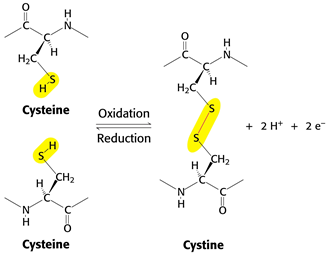 O
C
H
N
C
H
H₂C
S
H
Cysteine
H
S
CH₂
H
C
N
H
C
O
Cysteine
Oxidation
Reduction
O
C
H
N
C
H
H₂C
S
S
CH₂
H
C
N
H
C
O
Cystine
+ 2 H⁺ + 2 e⁻